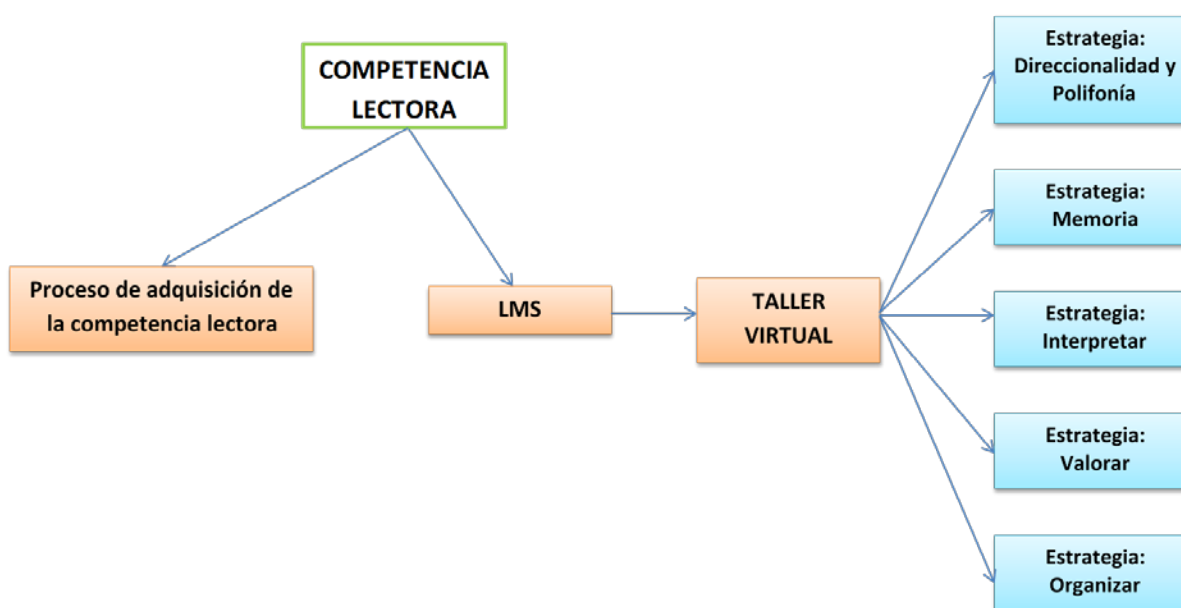 COMPETENCIA
LECTORA
Proceso de adquisición de
la competencia lectora
LMS
TALLER
VIRTUAL
Estrategia:
Direccionalidad y
Polifonía
Estrategia:
Memoria
Estrategia:
Interpretar
Estrategia:
Valorar
Estrategia:
Organizar